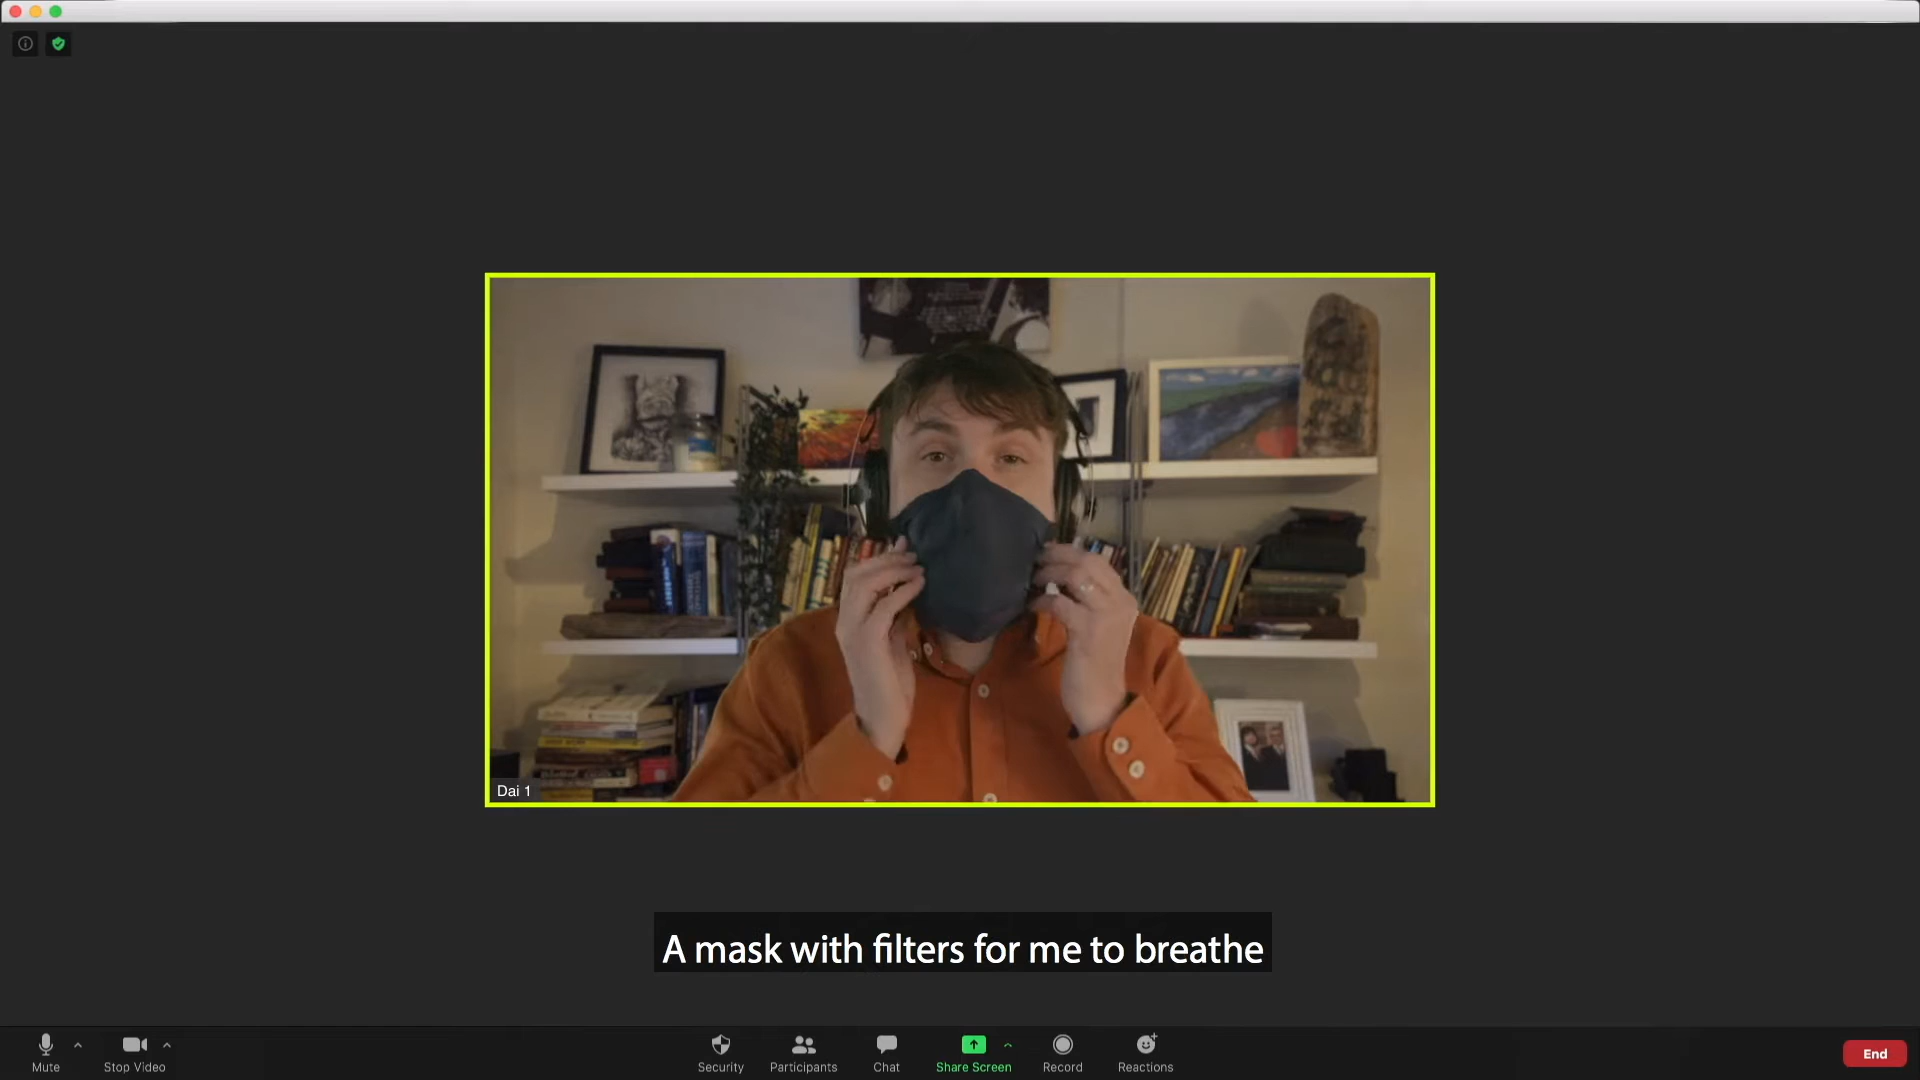 Dai 1
A mask with filters for me to breathe
Mute
Stop Video
Security
Participants
Chat
Share Screen
Record
Reactions
End